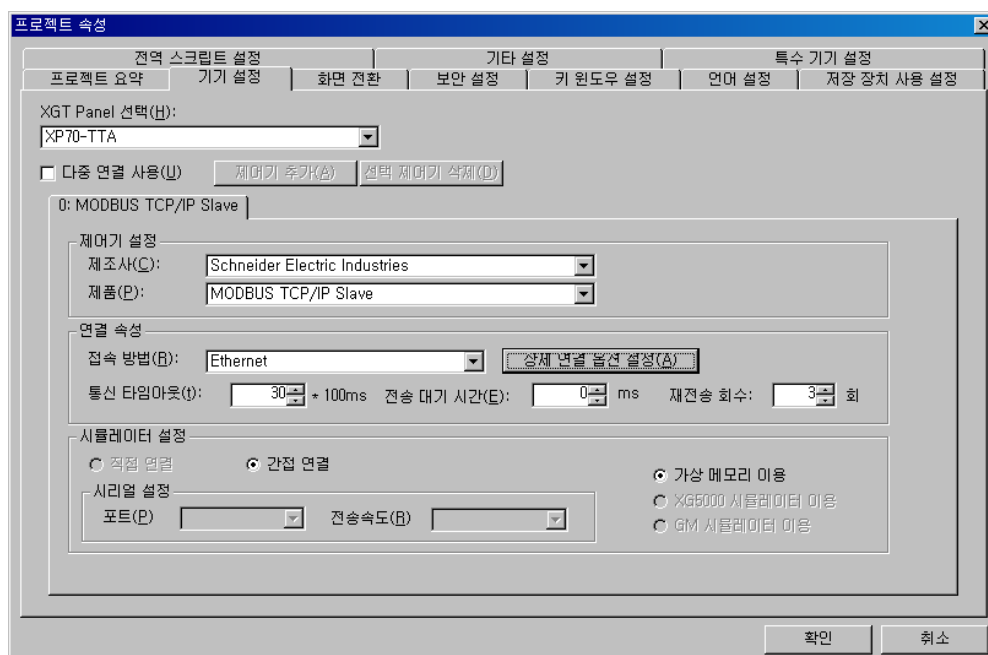 프로젝트 속성
전역 스크립트 설정 기타 설정 특수 기기 설정
프로젝트 요약 기기 설정 화면 전환 보안 설정 키 윈도우 설정 언어 설정 저장 장치 사용 설정
XGT Panel 선택(H):
XP70-TTA
다중 연결 사용(U) 제어기 추가(A) 선택 제어기 삭제(D)
0: MODBUS TCP/IP Slave
제어기 설정
제조사(C): Schneider Electric Industries
제품(P): MODBUS TCP/IP Slave
연결 속성
접속 방법(R): Ethernet 상세 연결 옵션 설정(A)
통신 타임아웃(t): 30 * 100ms 전송 대기 시간(E): 0 ms 재전송 회수: 3 회
시뮬레이터 설정
직접 연결 간접 연결
가상 메모리 이용
시리얼 설정
XG5000 시뮬레이터 이용
포트(P) 전송속도(R)
GM 시뮬레이터 이용
확인 취소